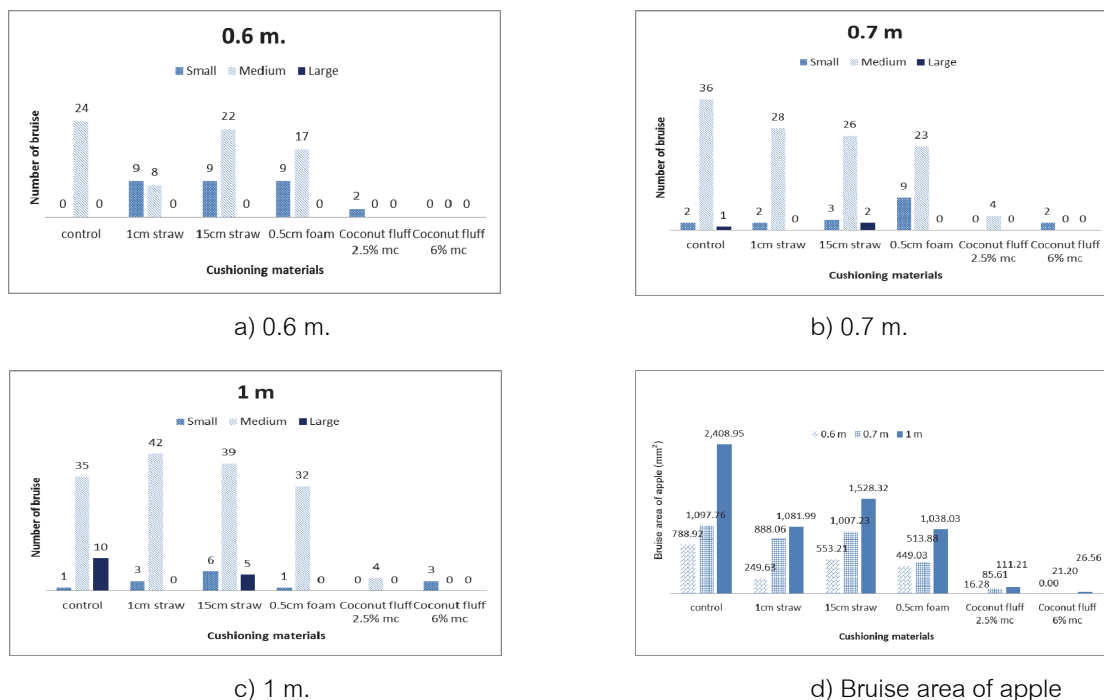 0.6 m.
Small Medium Large
Number of bruise
24
22
17
9 8 9 9
0 0 0 0 0 2 0 0 0 0 0
control 1cm straw 15cm straw 0.5cm foam Coconut fluff Coconut fluff
2.5% mc 6% mc
Cushioning materials
a) 0.6 m.
0.7 m
Small Medium Large
Number of bruise
36
28
26
23
9
2 1 2 0 3 2 0 0 4 0 2 0 0
control 1cm straw 15cm straw 0.5cm foam Coconut fluff Coconut fluff
2.5% mc 6% mc
Cushioning materials
b) 0.7 m.
1 m
Small Medium Large
Number of bruise
42
39
35
32
10
1 3 0 6 5 1 0 0 4 0 3 0 0
control 1cm straw 15cm straw 0.5cm foam Coconut fluff Coconut fluff
2.5% mc 6% mc
Cushioning materials
c) 1 m.
0.6 m 0.7 m 1 m
Bruise area of apple (mm²)
2,408.95
1,528.32
1,097.76 888.06 1,081.99 1,007.23 1,038.03
788.92 249.63 553.21 449.03 513.88
16.28 85.61 111.21 0.00 21.20 26.56
control 1cm straw 15cm straw 0.5cm foam Coconut fluff Coconut fluff
2.5% mc 6% mc
Cushioning materials
d) Bruise area of apple